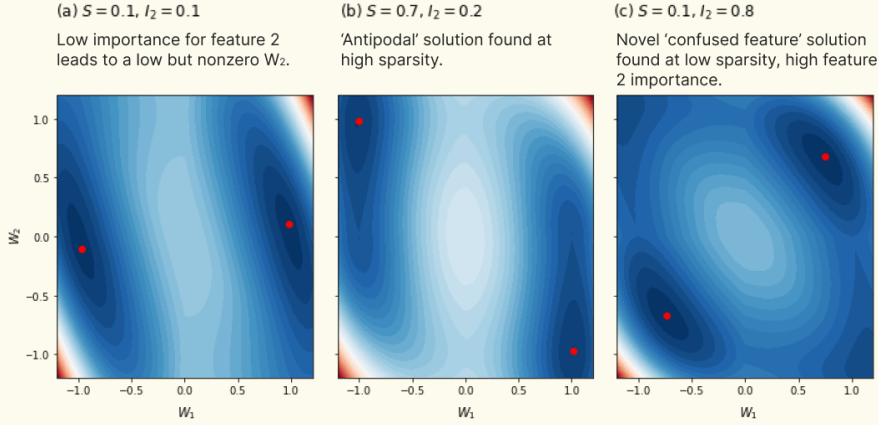 (a) S = 0.1, I₂ = 0.1
Low importance for feature 2
leads to a low but nonzero W₂.
(b) S = 0.7, I₂ = 0.2
‘Antipodal’ solution found at
high sparsity.
(c) S = 0.1, I₂ = 0.8
Novel ‘confused feature’ solution
found at low sparsity, high feature
2 importance.
W₂
1.0
0.5
0.0
−0.5
−1.0
−1.0 −0.5 0.0 0.5 1.0
W₁
−1.0 −0.5 0.0 0.5 1.0
W₁
−1.0 −0.5 0.0 0.5 1.0
W₁